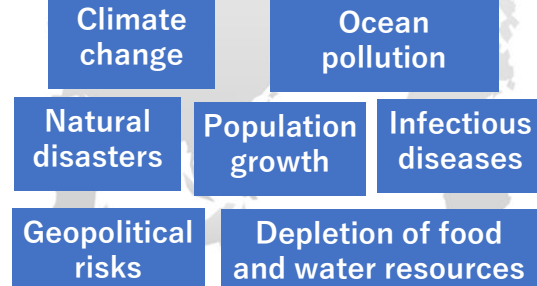 Climate
change
Ocean
pollution
Natural
disasters
Population
growth
Infectious
diseases
Geopolitical
risks
Depletion of food
and water resources